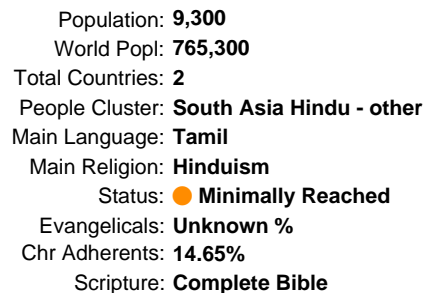 Population: 9,300
World Popl: 765,300
Total Countries: 2
People Cluster: South Asia Hindu - other
Main Language: Tamil
Main Religion: Hinduism
Status: Minimally Reached
Evangelicals: Unknown %
Chr Adherents: 14.65%
Scripture: Complete Bible